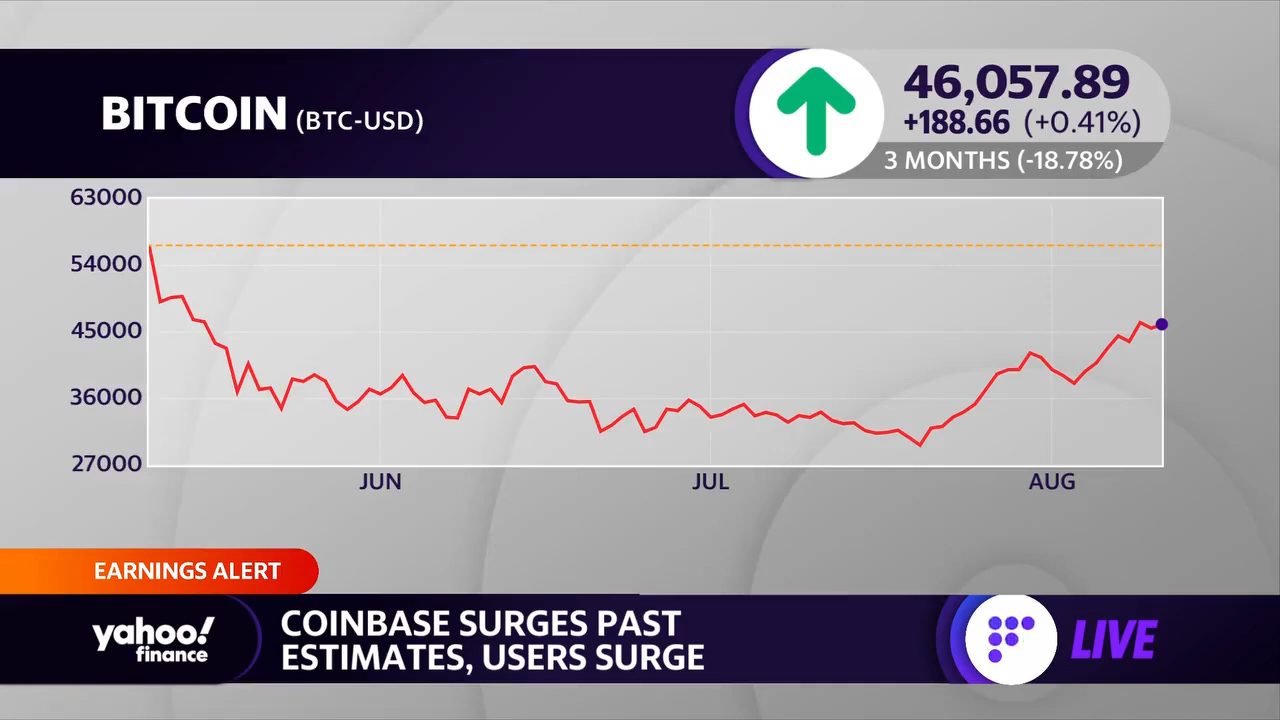 BITCOIN (BTC-USD)
46,057.89
+188.66 (+0.41%)
3 MONTHS (-18.78%)
63000
54000
45000
36000
27000
JUN JUL AUG
EARNINGS ALERT
yahoo!
finance
COINBASE SURGES PAST
ESTIMATES, USERS SURGE
LIVE